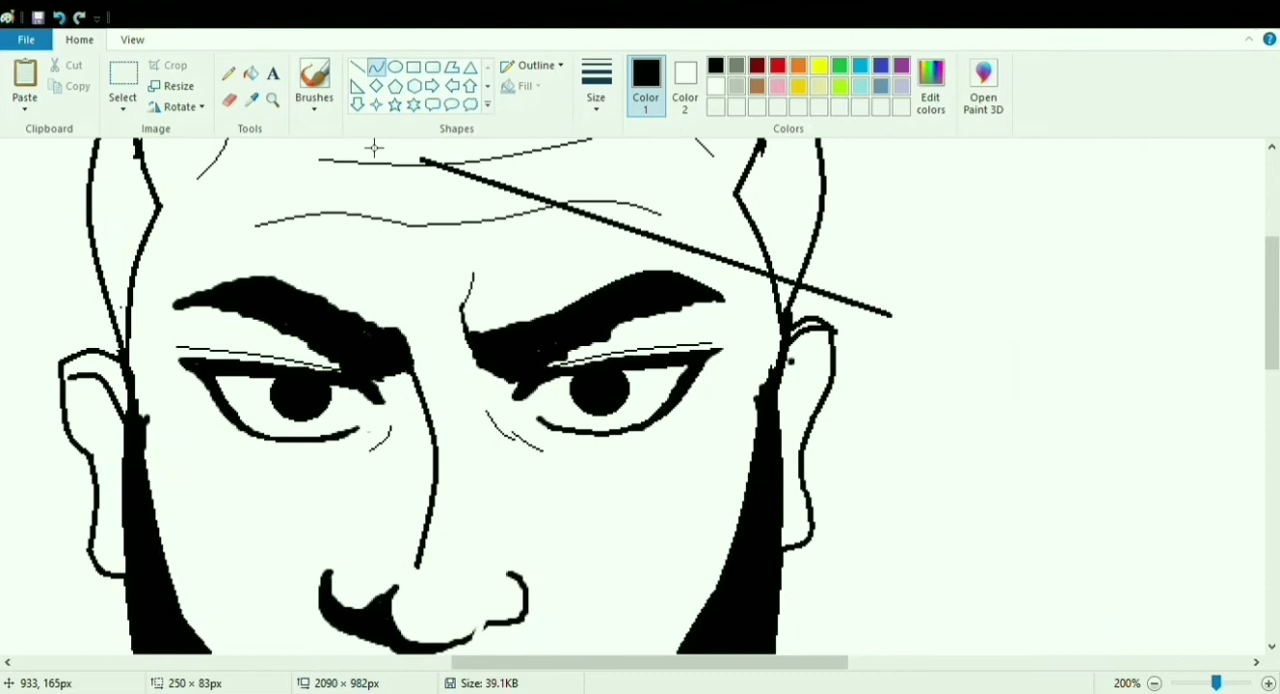 File Home View
Paste Cut Copy Select Crop Resize Rotate A Brushes Outline Fill Size Color 1 Color 2 Edit colors Open Paint 3D
Clipboard Image Tools Shapes Colors
933, 165px 250 × 83px 2090 × 982px Size: 39.1KB 200%